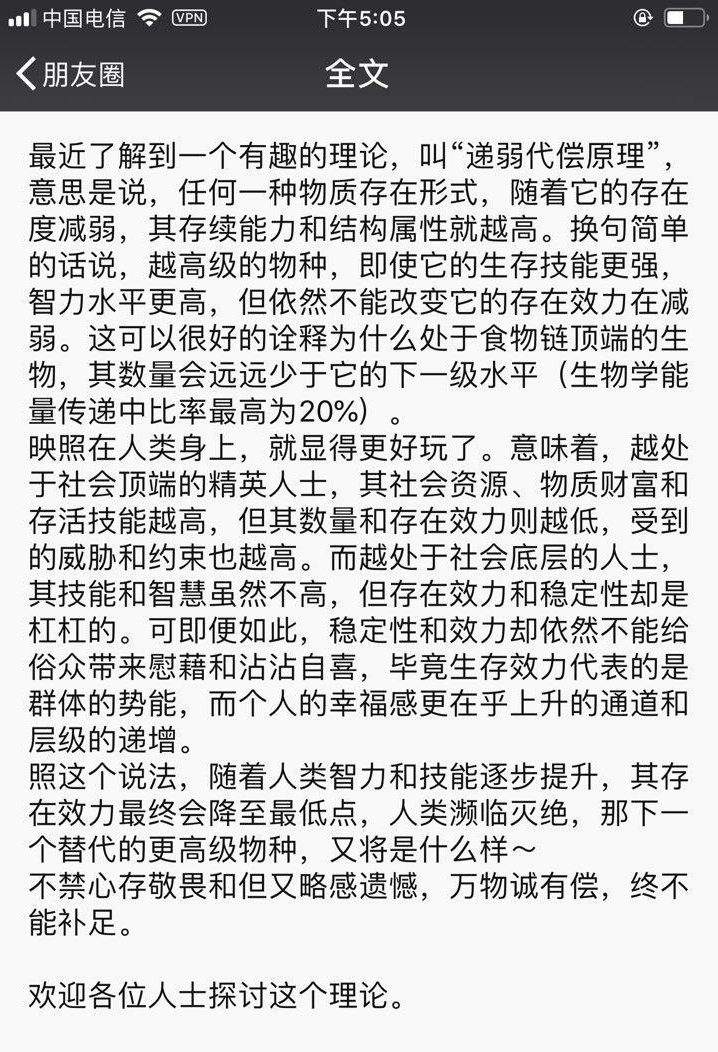 中国电信 VPN 下午5:05
朋友圈 全文
最近了解到一个有趣的理论，叫“递弱代偿原理”，
意思是说，任何一种物质存在形式，随着它的存在
度减弱，其存续能力和结构属性就越高。换句简单
的话说，越高级的物种，即使它的生存技能更强，
智力水平更高，但依然不能改变它的存在效力在减
弱。这可以很好的诠释为什么处于食物链顶端的生
物，其数量会远远少于它的下一级水平（生物学能
量传递中比率最高为20%）。
映照在人类身上，就显得更好玩了。意味着，越处
于社会顶端的精英人士，其社会资源、物质财富和
存活技能越高，但其数量和存在效力则越低，受到
的威胁和约束也越高。而越处于社会底层的人士，
其技能和智慧虽然不高，但存在效力和稳定性却是
杠杠的。可即便如此，稳定性和效力却依然不能给
俗众带来慰藉和沾沾自喜，毕竟生存效力代表的是
群体的势能，而个人的幸福感更在乎上升的通道和
层级的递增。
照这个说法，随着人类智力和技能逐步提升，其存
在效力最终会降至最低点，人类濒临灭绝，那下一
个替代的更高级物种，又将是什么样～
不禁心存敬畏和但又略感遗憾，万物诚有偿，终不
能补足。
欢迎各位人士探讨这个理论。